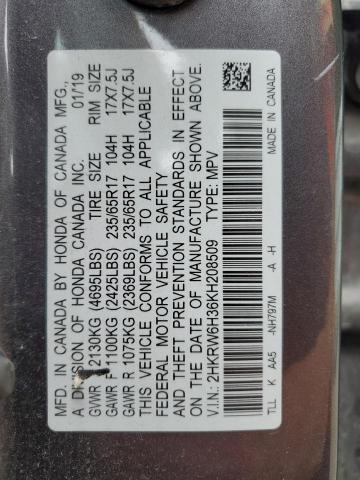 MFD. IN CANADA BY HONDA OF CANADA MFG.,
A DIVISION OF HONDA CANADA INC. 01/19
GVWR 2130KG (4695LBS) TIRE SIZE RIM SIZE
GAWR F 1100KG (2425LBS) 235/65R17 104H 17X7.5J
GAWR R 1075KG (2369LBS) 235/65R17 104H 17X7.5J
THIS VEHICLE CONFORMS TO ALL APPLICABLE
FEDERAL MOTOR VEHICLE SAFETY
AND THEFT PREVENTION STANDARDS IN EFFECT
ON THE DATE OF MANUFACTURE SHOWN ABOVE.
V.I.N: 2HKRW6H36KH208509 TYPE: MPV
TLL K AA5 -NH797M -A -H
MADE IN CANADA